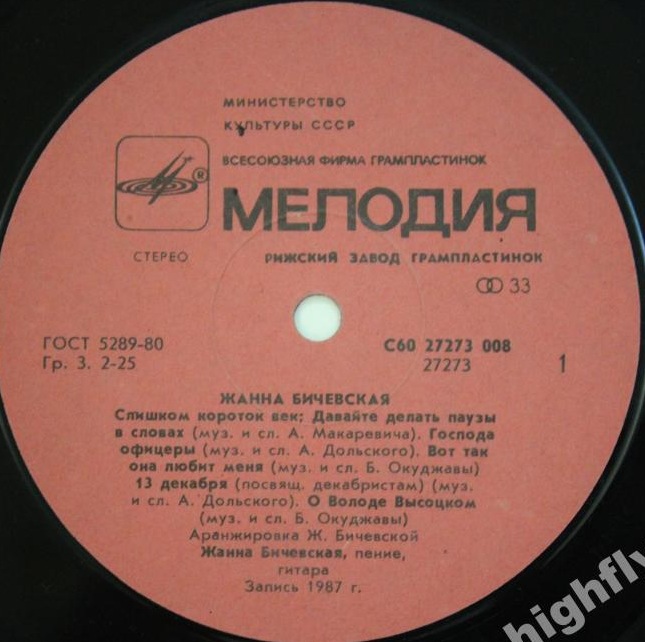 МИНИСТЕРСТВО
КУЛЬТУРЫ СССР
ВСЕСОЮЗНАЯ ФИРМА ГРАМПЛАСТИНОК
®
МЕЛОДИЯ
СТЕРЕО
РИЖСКИЙ ЗАВОД ГРАМПЛАСТИНОК
33
ГОСТ 5289-80
Гр. 3. 2-25
С60 27273 008
27273
1
ЖАННА БИЧЕВСКАЯ
Слишком короток век; Давайте делать паузы
в словах (муз. и сл. А. Макаревича). Господа
офицеры (муз. и сл. А. Дольского). Вот так
она любит меня (муз. и сл. Б. Окуджавы)
13 декабря (посвящ. декабристам) (муз.
и сл. А. Дольского). О Володе Высоцком
(муз. и сл. Б. Окуджавы)
Аранжировка Ж. Бичевской
Жанна Бичевская, пение,
гитара
Запись 1987 г.
highfly